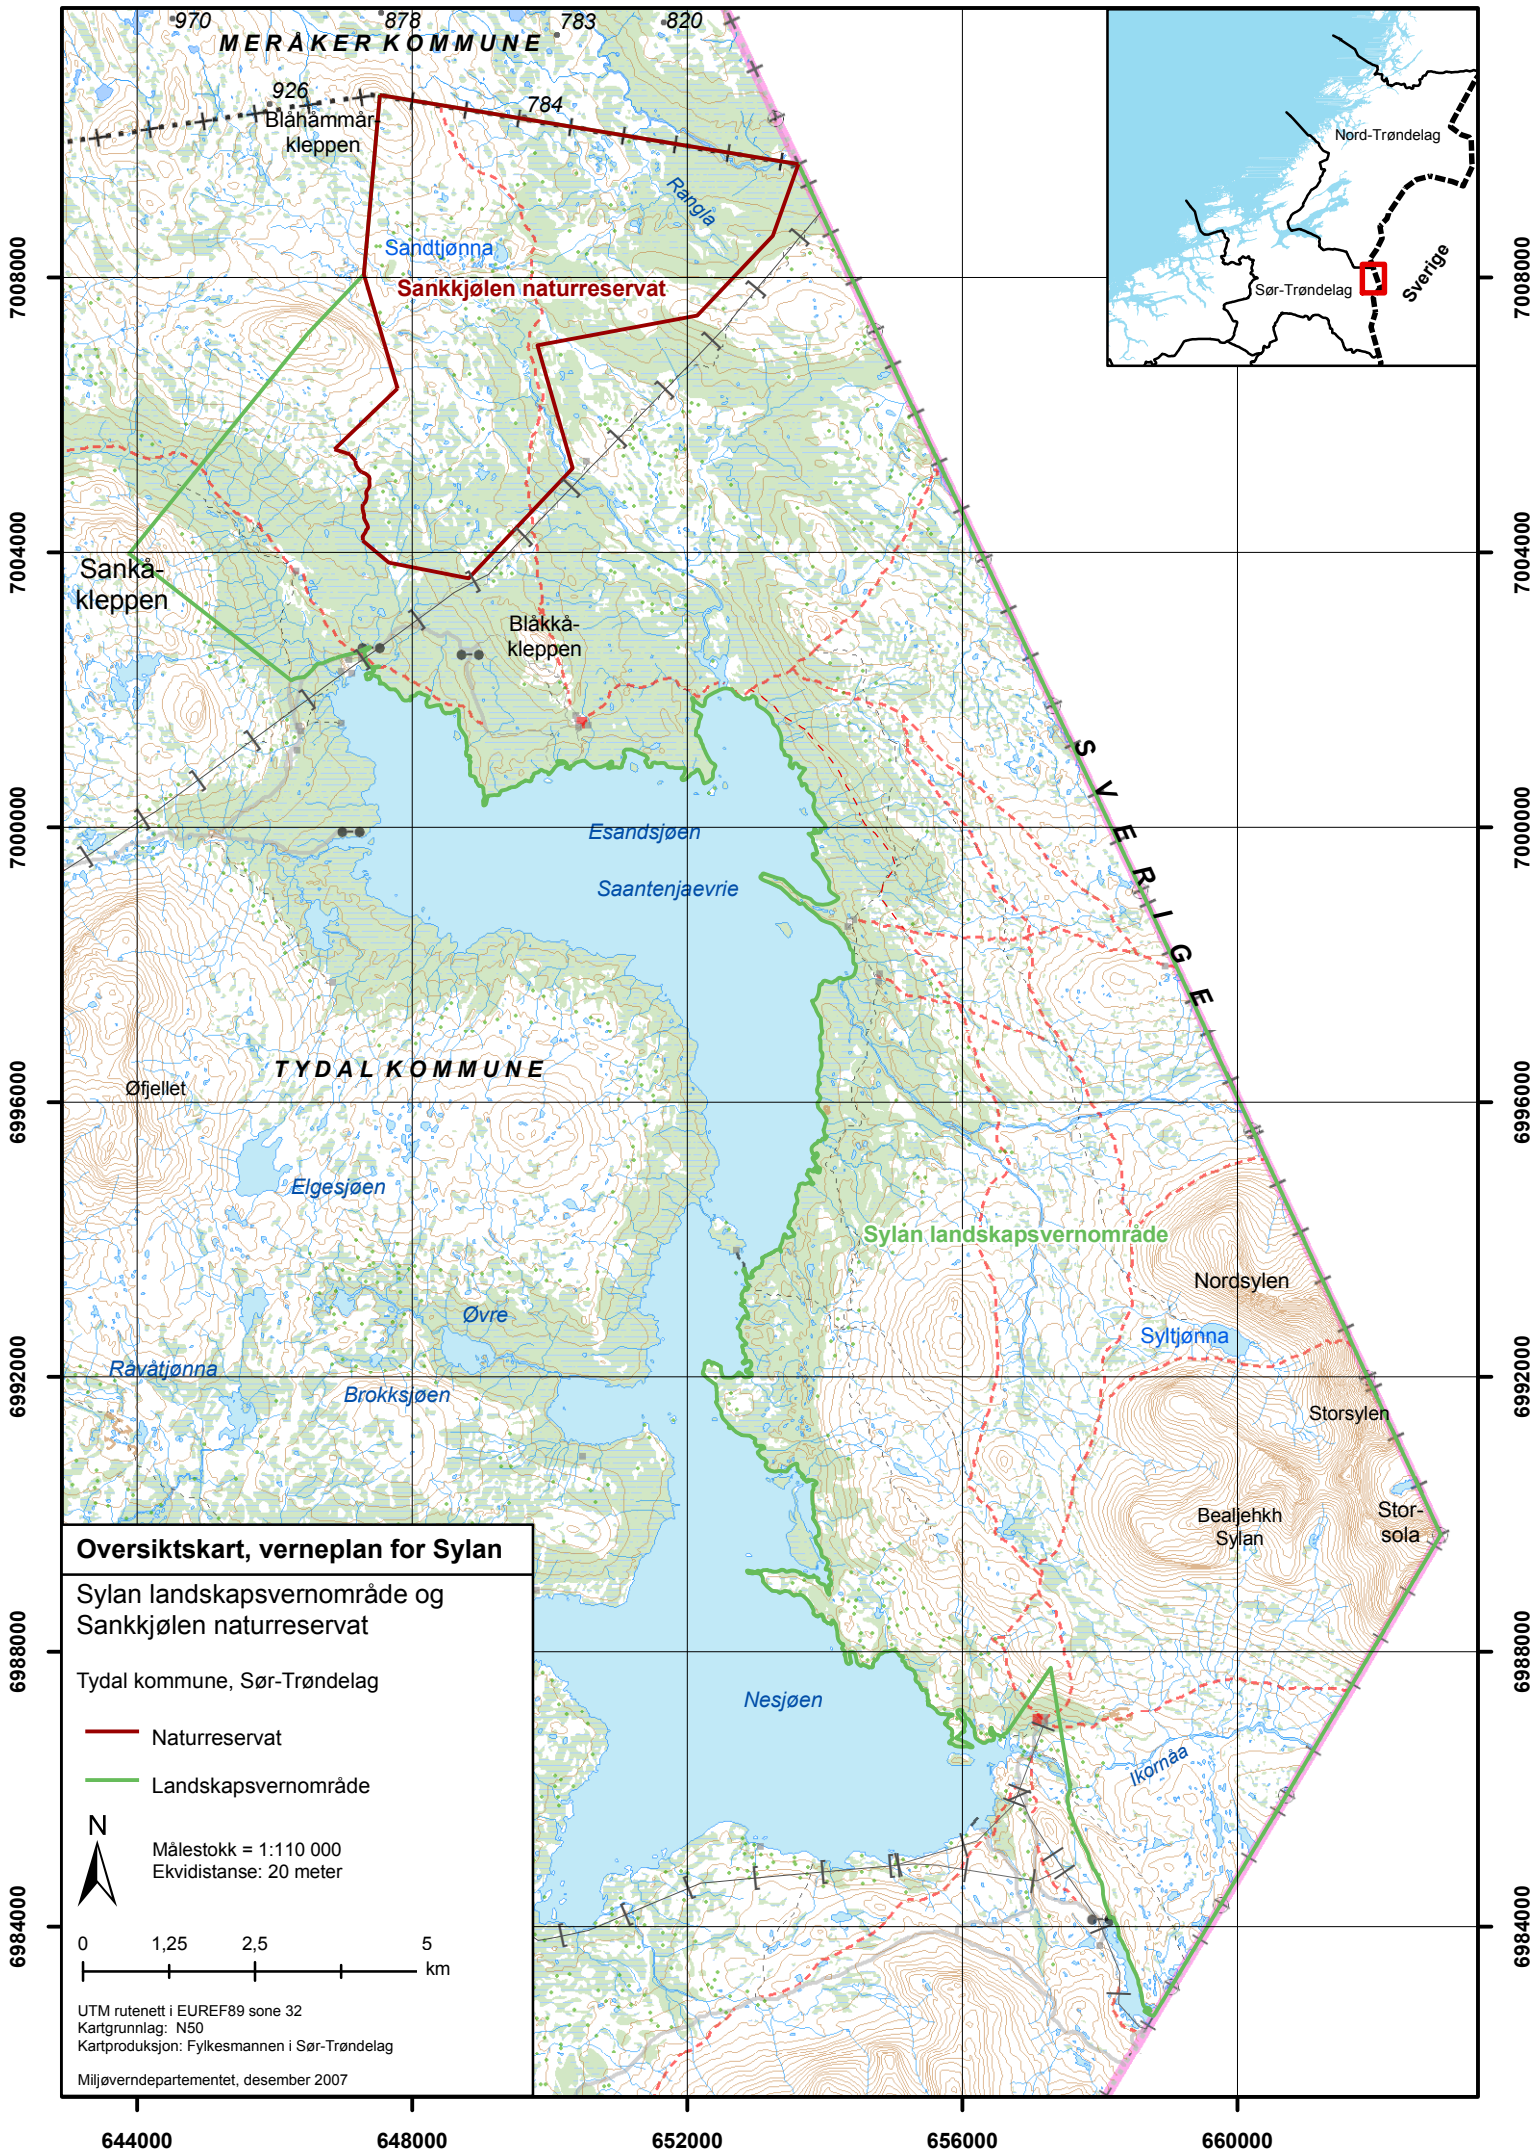 970
878
783
820
MERÅKER KOMMUNE
926
784
Blåhåmmår-
kleppen
Nord-Trøndelag
Sør-Trøndelag
Sverige
Rangla
Sandtjønna
Sankkjølen naturreservat
7008000
7008000
7004000
7004000
Sankå-
kleppen
Blåkkå-
kleppen
SVERIGE
7000000
7000000
Esandsjøen
Saantenjaevrie
TYDAL KOMMUNE
Øfjellet
6996000
6996000
Elgesjøen
Sylan landskapsvernområde
Nordsylen
Øvre
Syltjønna
Råvåtjønna
Brokksjøen
6992000
6992000
Storsylen
Bealjehkh
Sylan
Stor-
sola
Oversiktskart, verneplan for Sylan
Sylan landskapsvernområde og
Sankkjølen naturreservat
6988000
6988000
Tydal kommune, Sør-Trøndelag
Nesjøen
Naturreservat
Ikornåa
Landskapsvernområde
N
Målestokk = 1:110 000
Ekvidistanse: 20 meter
6984000
6984000
0 1,25 2,5 5
km
UTM rutenett i EUREF89 sone 32
Kartgrunnlag: N50
Kartproduksjon: Fylkesmannen i Sør-Trøndelag
Miljøverndepartementet, desember 2007
644000 648000 652000 656000 660000